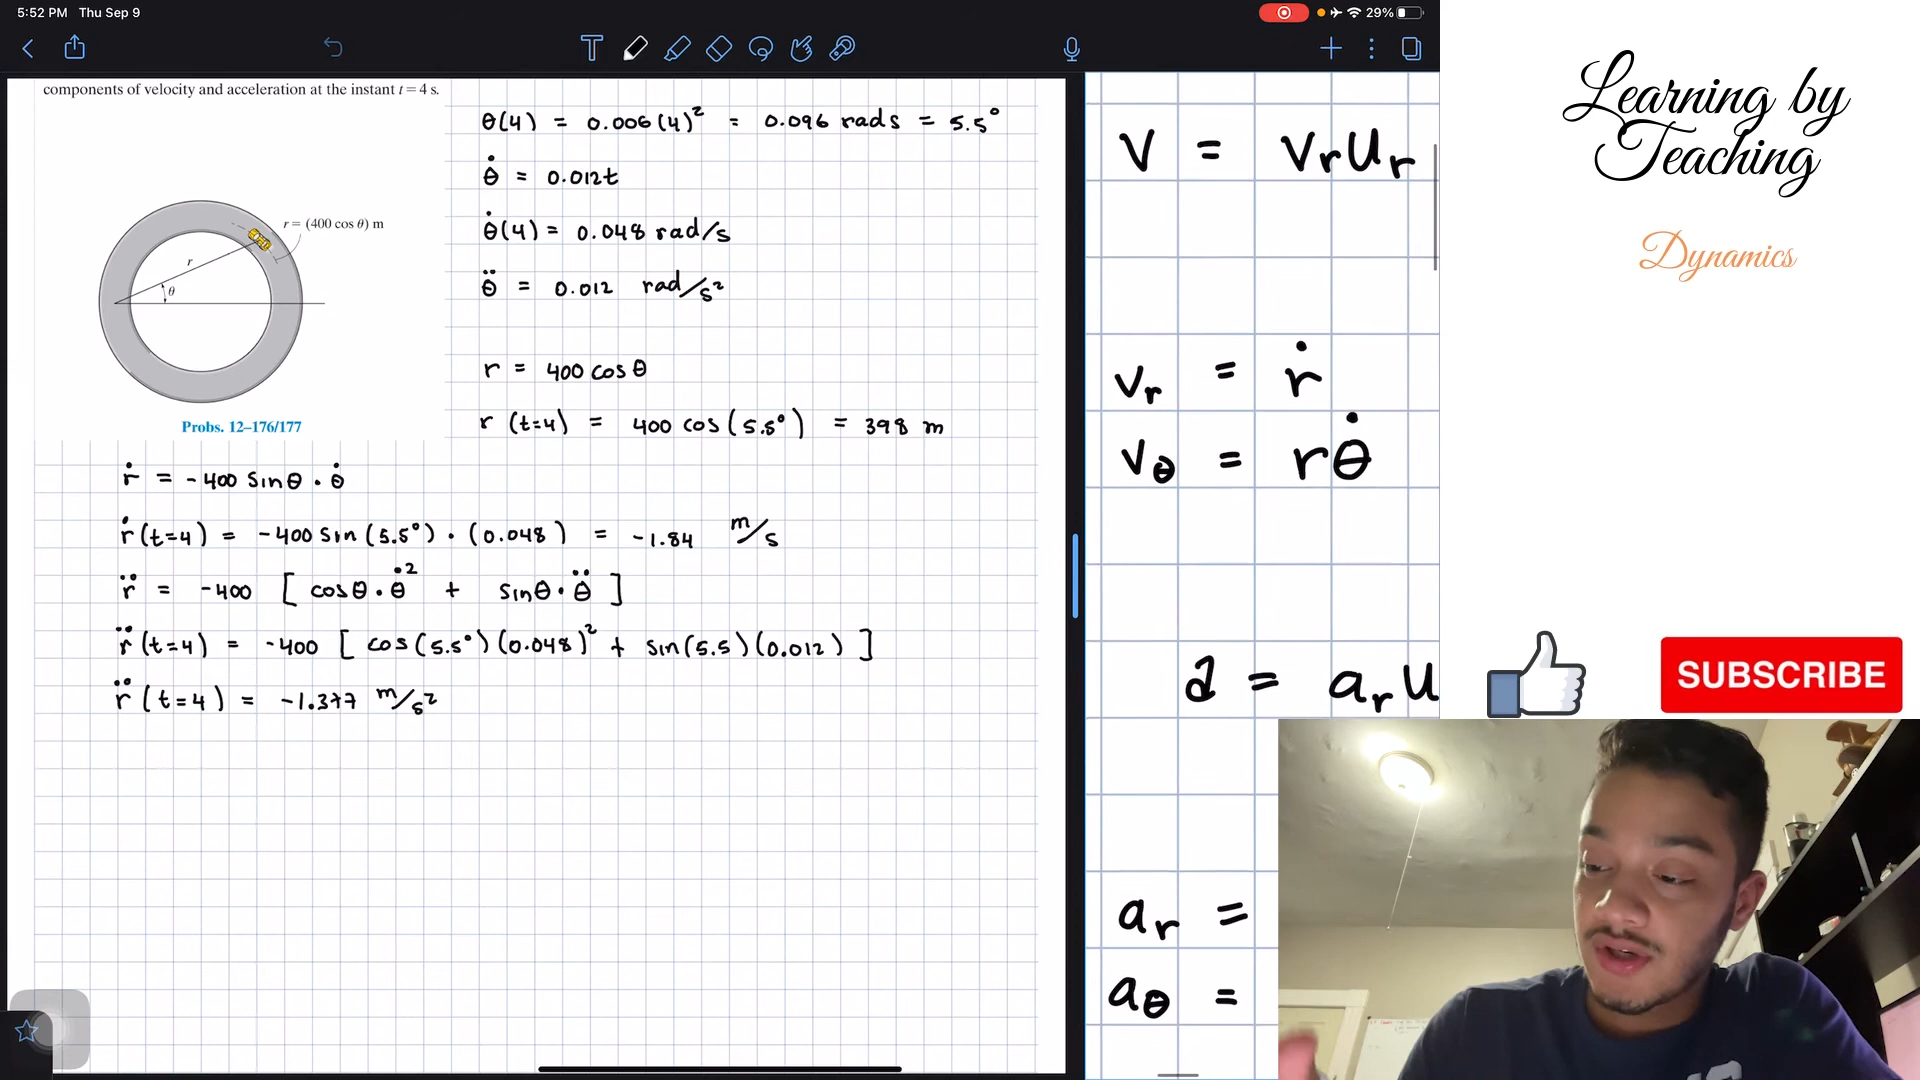 5:52 PM Thu Sep 9
29%
components of velocity and acceleration at the instant t = 4 s.
θ(4) = 0.006(4)² = 0.096 rads = 5.5°
θ̇ = 0.012t
θ̇(4) = 0.048 rad/s
θ̈ = 0.012 rad/s²
r = (400 cos θ) m
r
θ
Probs. 12–176/177
r = 400 cos θ
r (t=4) = 400 cos(5.5°) = 398 m
ṙ = -400 sinθ · θ̇
ṙ(t=4) = -400 sin(5.5°) · (0.048) = -1.84 m/s
r̈ = -400 [ cosθ · θ̇² + sinθ · θ̈ ]
r̈(t=4) = -400 [ cos(5.5°)(0.048)² + sin(5.5)(0.012) ]
r̈(t=4) = -1.377 m/s²
V = Vr Ur
Vr = ṙ
Vθ = rθ̇
a = ar U
ar =
aθ =
Learning by
Teaching
Dynamics
SUBSCRIBE